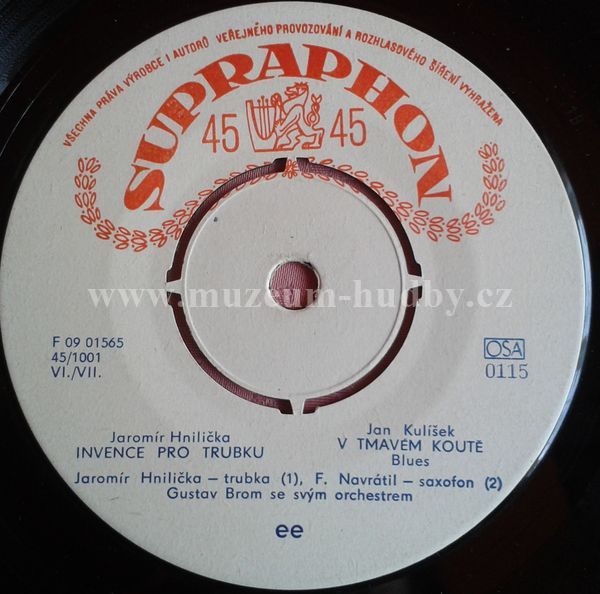 VŠECHNA PRÁVA VÝROBCE I AUTORŮ VEŘEJNÉHO PROVOZOVÁNÍ A ROZHLASOVÉHO ŠÍŘENÍ VYHRAŽENA
SUPRAPHON
45 45
www.muzeum-hudby.cz
F 09 01565
45/1001
VI./VII.
OSA
0115
Jaromír Hnilička
INVENCE PRO TRUBKU
Jan Kulíšek
V TMAVÉM KOUTĚ
Blues
Jaromír Hnilička – trubka (1), F. Navrátil – saxofon (2)
Gustav Brom se svým orchestrem
ee